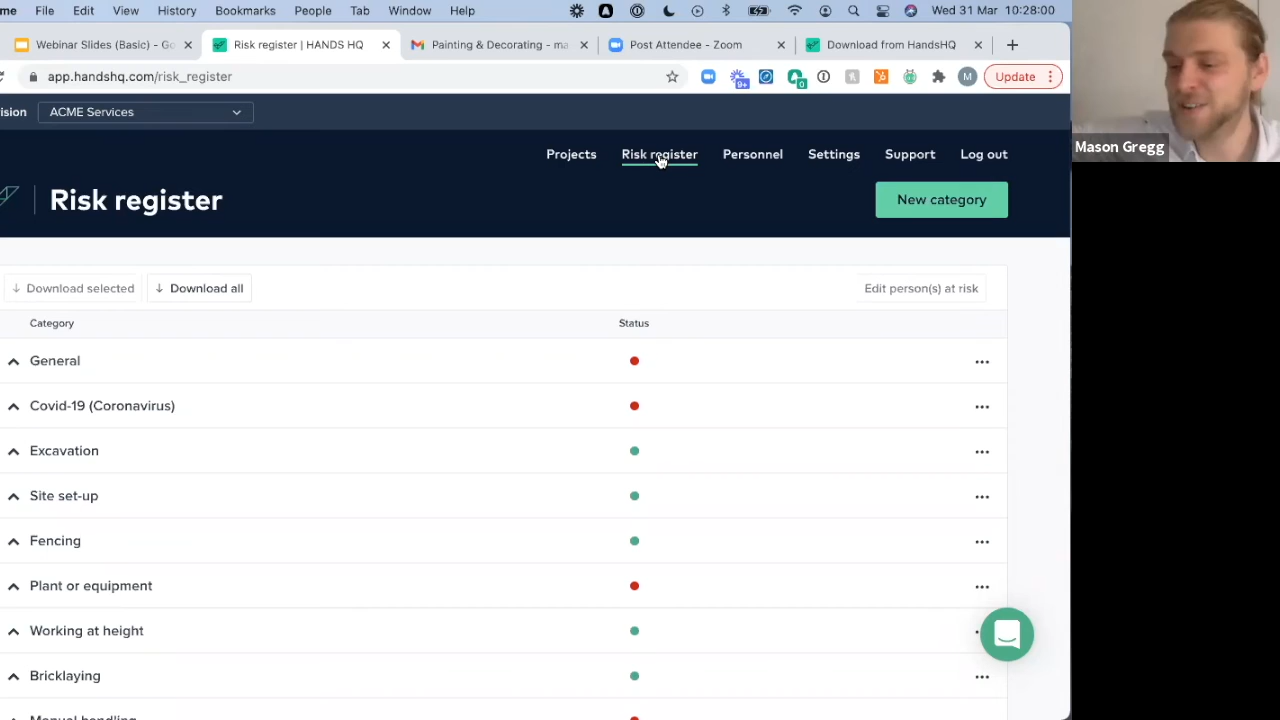 me File Edit View History Bookmarks People Tab Window Help Wed 31 Mar 10:28:00
Webinar Slides (Basic) - Go
Risk register | HANDS HQ
Painting & Decorating - ma
Post Attendee - Zoom
Download from HandsHQ
app.handshq.com/risk_register
9+
0
M
Update
ision
ACME Services
Mason Gregg
Projects Risk register Personnel Settings Support Log out
Risk register
New category
Download selected
Download all
Edit person(s) at risk
Category Status
General
Covid-19 (Coronavirus)
Excavation
Site set-up
Fencing
Plant or equipment
Working at height
Bricklaying
Manual handling